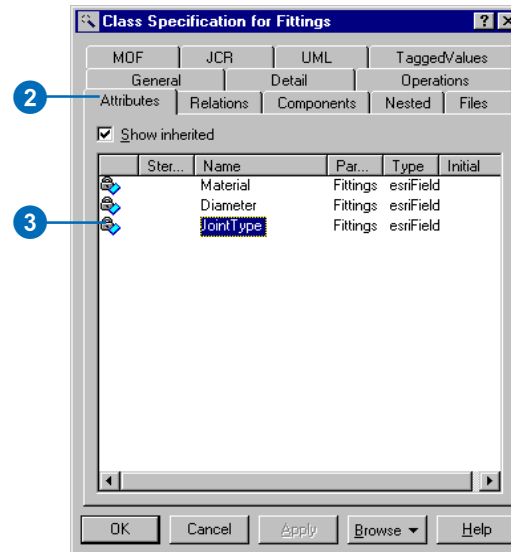 Class Specification for Fittings
MOF JCR UML TaggedValues
General Detail Operations
2 Attributes Relations Components Nested Files
Show inherited
Ster... Name Par... Type Initial
Material Fittings esriField
Diameter Fittings esriField
3 JointType Fittings esriField
OK Cancel Apply Browse Help